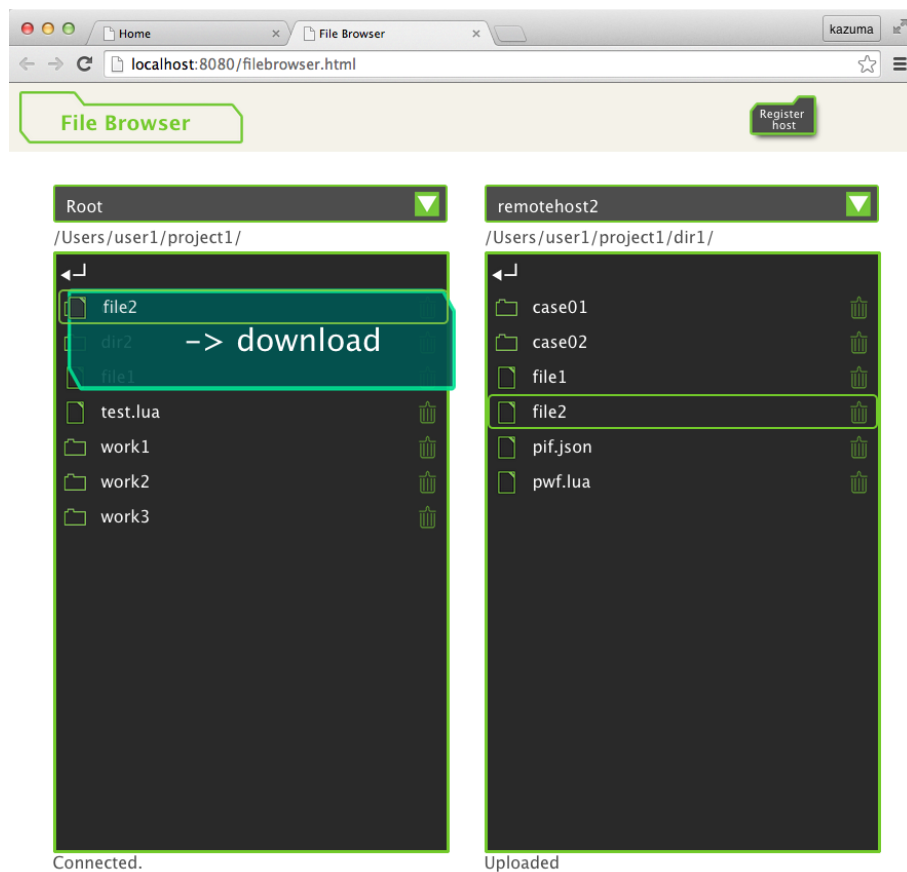 Home
File Browser
kazuma
localhost:8080/filebrowser.html
File Browser
Register
host
Root
/Users/user1/project1/
file2
-> download
dir2
file1
test.lua
work1
work2
work3
Connected.
remotehost2
/Users/user1/project1/dir1/
case01
case02
file1
file2
pif.json
pwf.lua
Uploaded